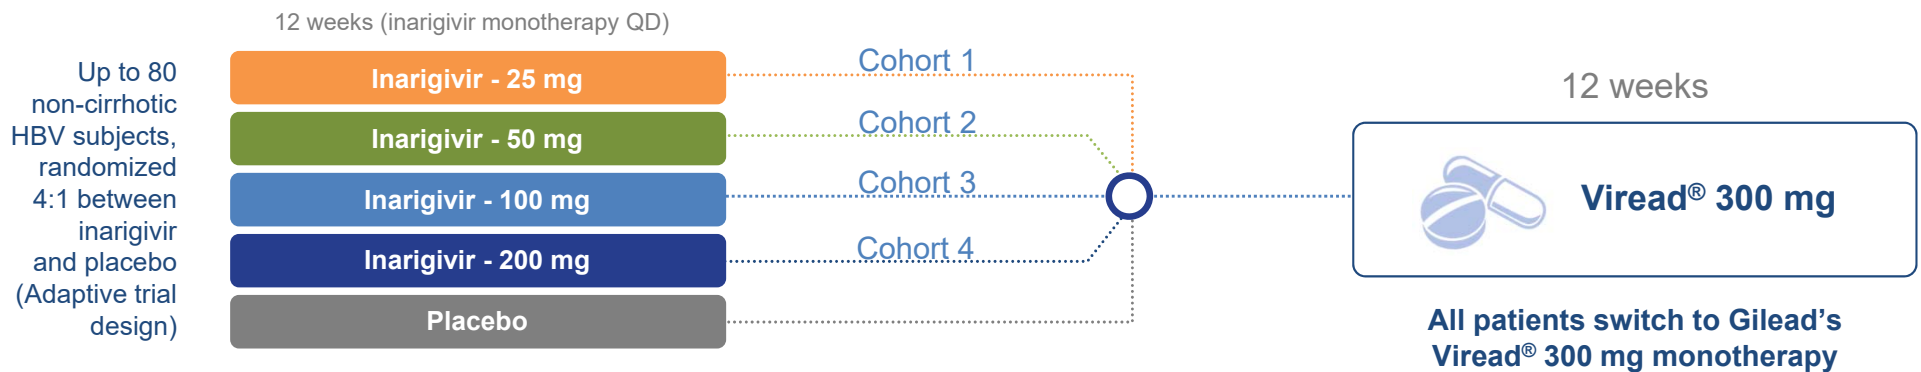 12 weeks (inarigivir monotherapy QD)
Up to 80
non-cirrhotic
HBV subjects,
randomized
4:1 between
inarigivir
and placebo
(Adaptive trial
design)
Inarigivir - 25 mg
Cohort 1
Inarigivir - 50 mg
Cohort 2
Inarigivir - 100 mg
Cohort 3
Inarigivir - 200 mg
Cohort 4
Placebo
12 weeks
Viread® 300 mg
All patients switch to Gilead’s
Viread® 300 mg monotherapy